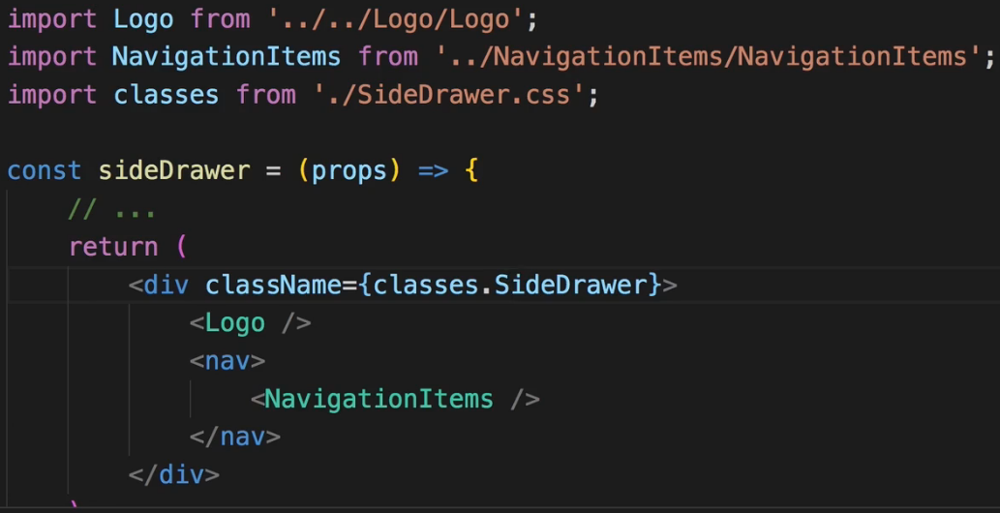 import Logo from '../../Logo/Logo';
import NavigationItems from '../NavigationItems/NavigationItems';
import classes from './SideDrawer.css';
const sideDrawer = (props) => {
// ...
return (
<div className={classes.SideDrawer}>
<Logo />
<nav>
<NavigationItems />
</nav>
</div>
)